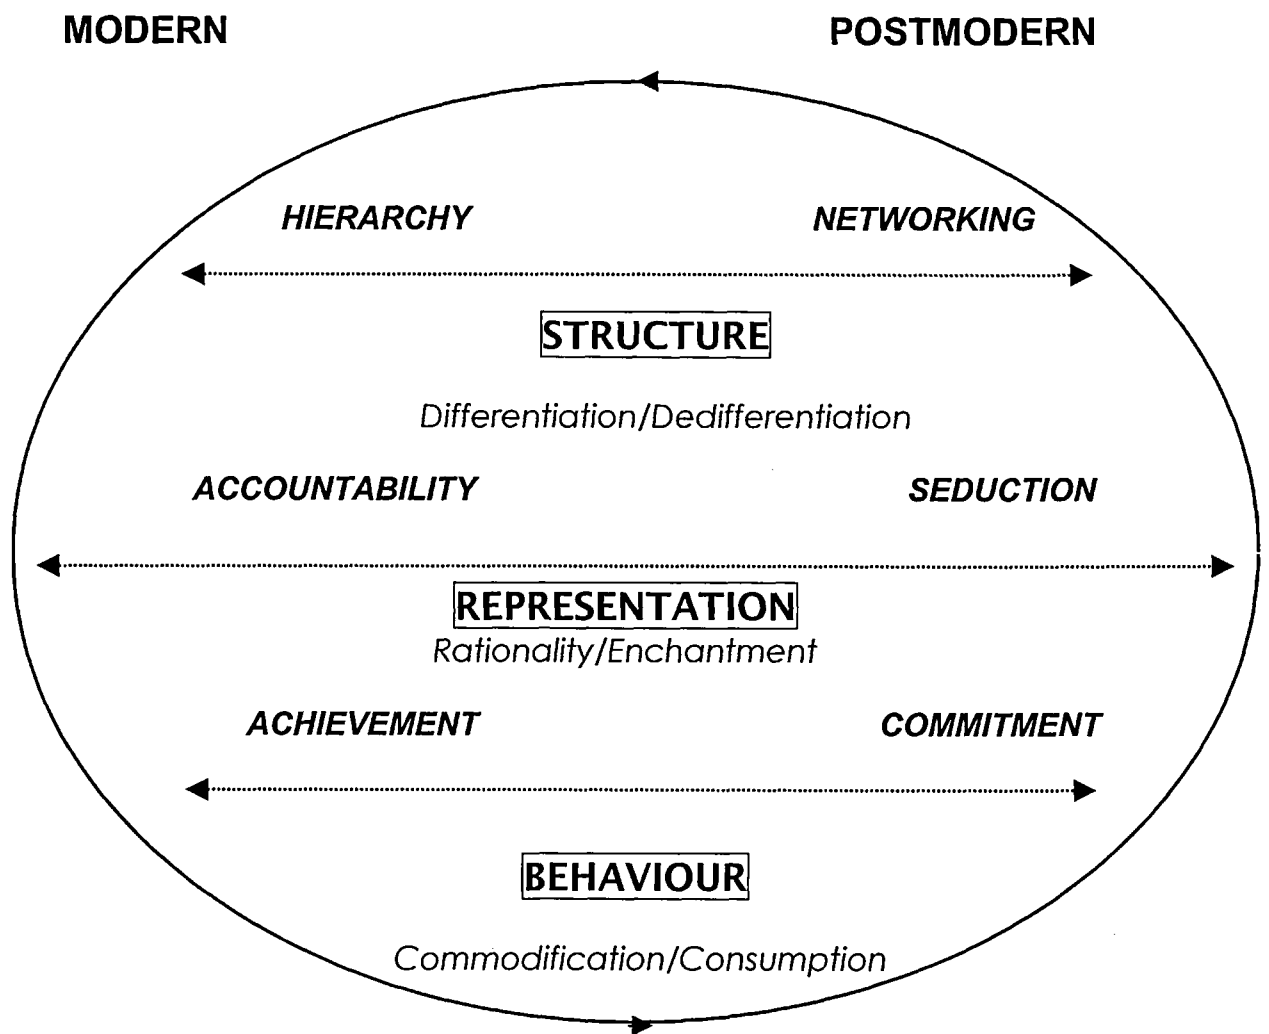 MODERN POSTMODERN
HIERARCHY NETWORKING
STRUCTURE
Differentiation/Dedifferentiation
ACCOUNTABILITY SEDUCTION
REPRESENTATION
Rationality/Enchantment
ACHIEVEMENT COMMITMENT
BEHAVIOUR
Commodification/Consumption